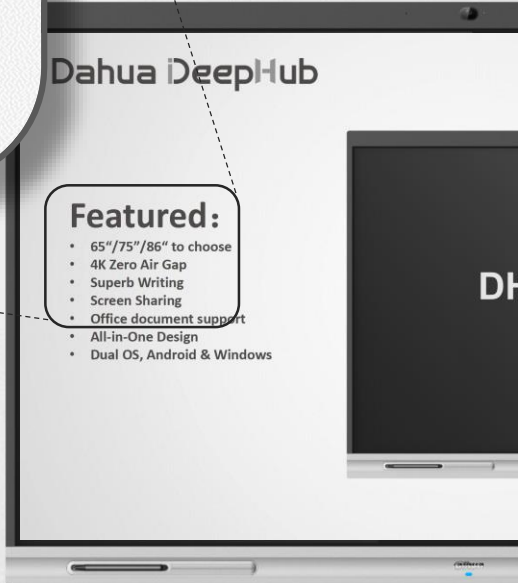 Dahua DeepHub
Featured：
• 65“/75”/86“ to choose
• 4K Zero Air Gap
• Superb Writing
• Screen Sharing
• Office document support
• All-in-One Design
• Dual OS, Android & Windows
DH
alhua